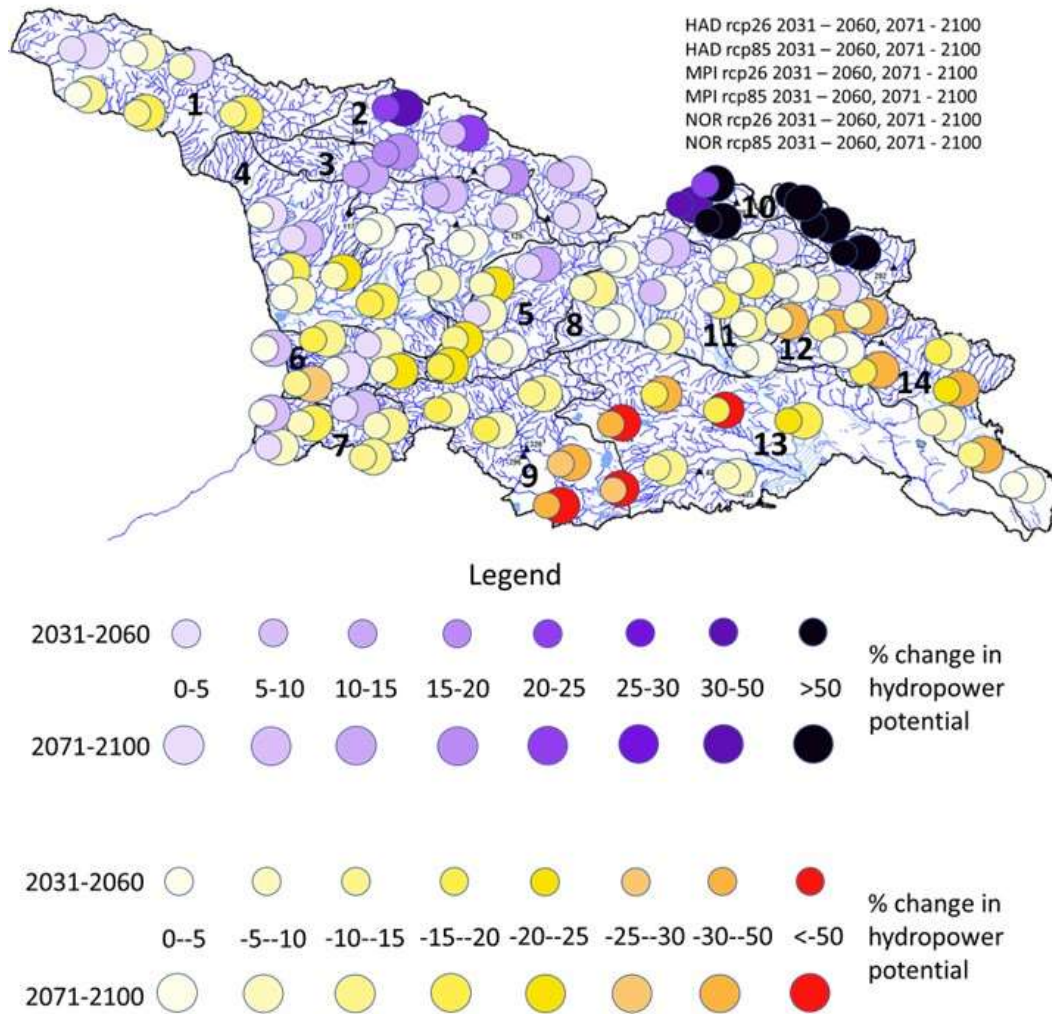 HAD rcp26 2031 – 2060, 2071 - 2100
HAD rcp85 2031 – 2060, 2071 - 2100
MPI rcp26 2031 – 2060, 2071 - 2100
MPI rcp85 2031 – 2060, 2071 - 2100
NOR rcp26 2031 – 2060, 2071 - 2100
NOR rcp85 2031 – 2060, 2071 - 2100
1
2
3
4
10
5
8
11
12
6
14
7
13
9
Legend
2031-2060
0-5 5-10 10-15 15-20 20-25 25-30 30-50 >50
% change in
hydropower
potential
2071-2100
2031-2060
0--5 -5--10 -10--15 -15--20 -20--25 -25--30 -30--50 <-50
% change in
hydropower
potential
2071-2100